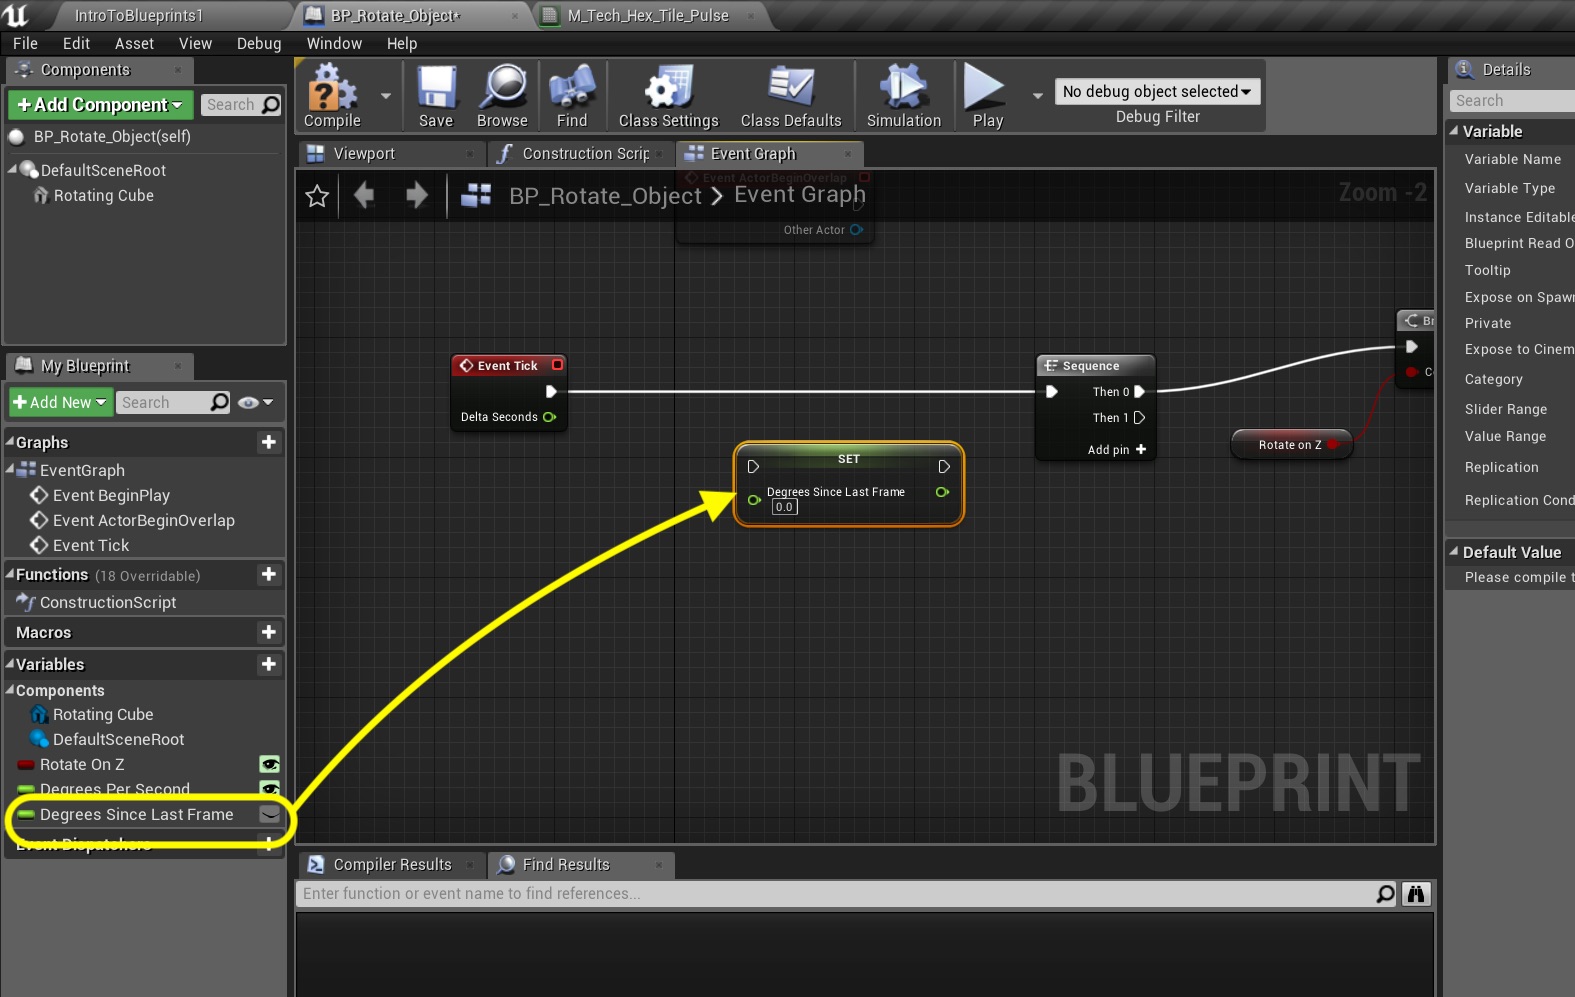 IntroToBlueprints1
BP_Rotate_Object*
M_Tech_Hex_Tile_Pulse
File Edit Asset View Debug Window Help
Components
+Add Component
Search
BP_Rotate_Object(self)
DefaultSceneRoot
Rotating Cube
Compile
Save
Browse
Find
Class Settings
Class Defaults
Simulation
Play
No debug object selected
Debug Filter
Viewport
Construction Scrip
Event Graph
BP_Rotate_Object > Event Graph
Zoom -2
Event ActorBeginOverlap
Other Actor
Event Tick
Delta Seconds
SET
Degrees Since Last Frame
0.0
Sequence
Then 0
Then 1
Add pin +
Br
Co
Rotate on Z
BLUEPRINT
My Blueprint
+Add New
Search
Graphs
EventGraph
Event BeginPlay
Event ActorBeginOverlap
Event Tick
Functions (18 Overridable)
ConstructionScript
Macros
Variables
Components
Rotating Cube
DefaultSceneRoot
Rotate On Z
Degrees Per Second
Degrees Since Last Frame
Event Dispatchers
Compiler Results
Find Results
Enter function or event name to find references...
Details
Search
Variable
Variable Name
Variable Type
Instance Editable
Blueprint Read O
Tooltip
Expose on Spawn
Private
Expose to Cinem
Category
Slider Range
Value Range
Replication
Replication Cond
Default Value
Please compile t